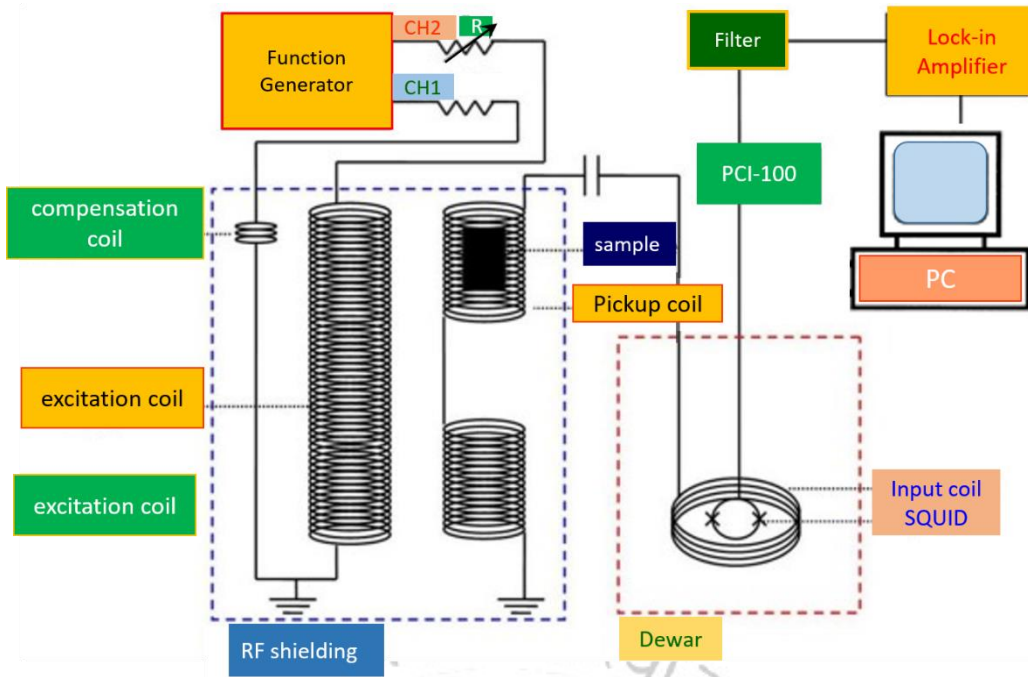 Function
Generator
CH2
R
CH1
Filter
Lock-in
Amplifier
PCI-100
PC
compensation
coil
sample
Pickup coil
excitation coil
excitation coil
Input coil
SQUID
RF shielding
Dewar